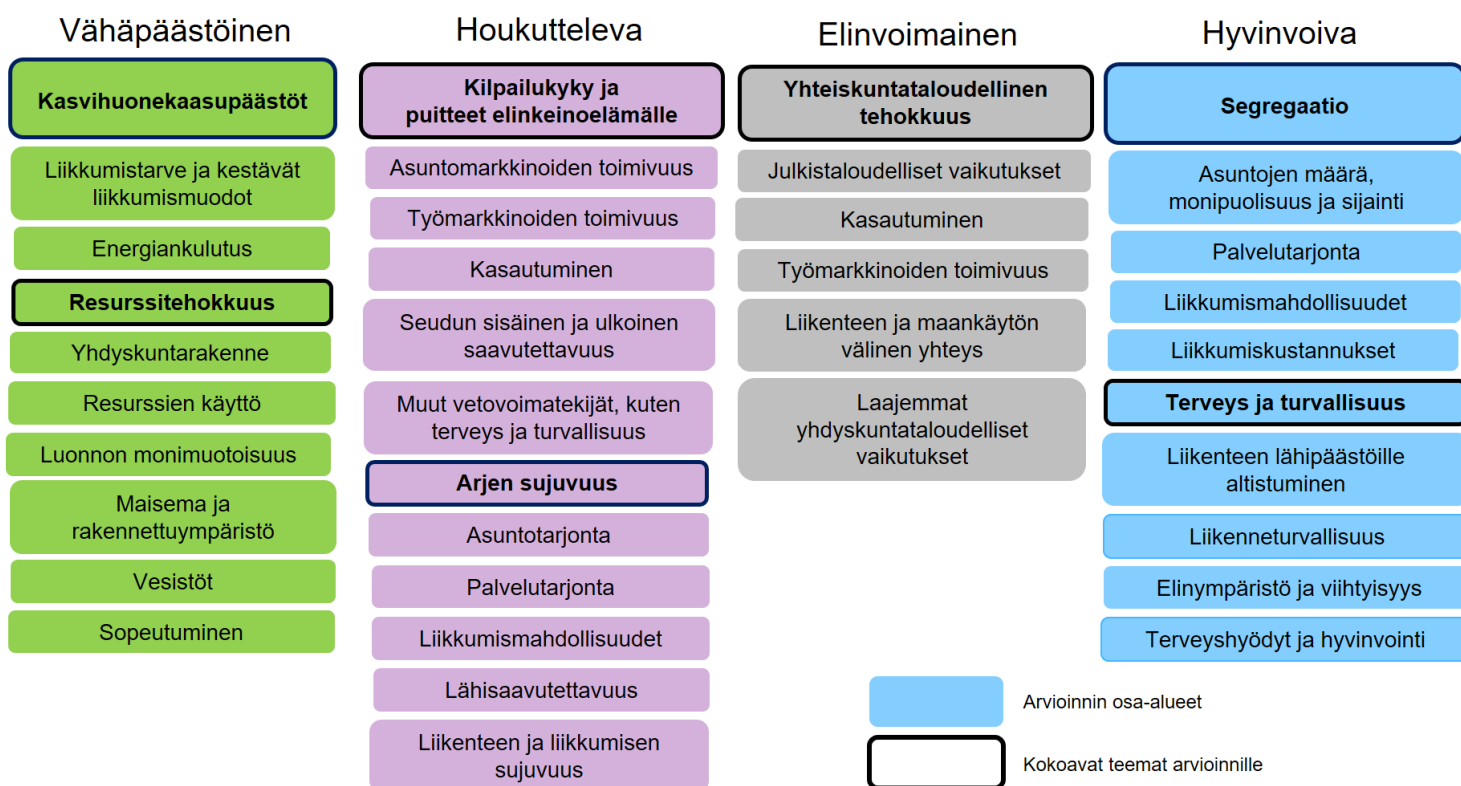 Vähäpäästöinen
Kasvihuonekaasupäästöt
Liikkumistarve ja kestävät
liikkumismuodot
Energiankulutus
Resurssitehokkuus
Yhdyskuntarakenne
Resurssien käyttö
Luonnon monimuotoisuus
Maisema ja
rakennettuympäristö
Vesistöt
Sopeutuminen
Houkutteleva
Kilpailukyky ja
puitteet elinkeinoelämälle
Asuntomarkkinoiden toimivuus
Työmarkkinoiden toimivuus
Kasautuminen
Seudun sisäinen ja ulkoinen
saavutettavuus
Muut vetovoimatekijät, kuten
terveys ja turvallisuus
Arjen sujuvuus
Asuntotarjonta
Palvelutarjonta
Liikkumismahdollisuudet
Lähisaavutettavuus
Liikenteen ja liikkumisen
sujuvuus
Elinvoimainen
Yhteiskuntataloudellinen
tehokkuus
Julkistaloudelliset vaikutukset
Kasautuminen
Työmarkkinoiden toimivuus
Liikenteen ja maankäytön
välinen yhteys
Laajemmat
yhdyskuntataloudelliset
vaikutukset
Hyvinvoiva
Segregaatio
Asuntojen määrä,
monipuolisuus ja sijainti
Palvelutarjonta
Liikkumismahdollisuudet
Liikkumiskustannukset
Terveys ja turvallisuus
Liikenteen lähipäästöille
altistuminen
Liikenneturvallisuus
Elinympäristö ja viihtyisyys
Terveyshyödyt ja hyvinvointi
Arvioinnin osa-alueet
Kokoavat teemat arvioinnille